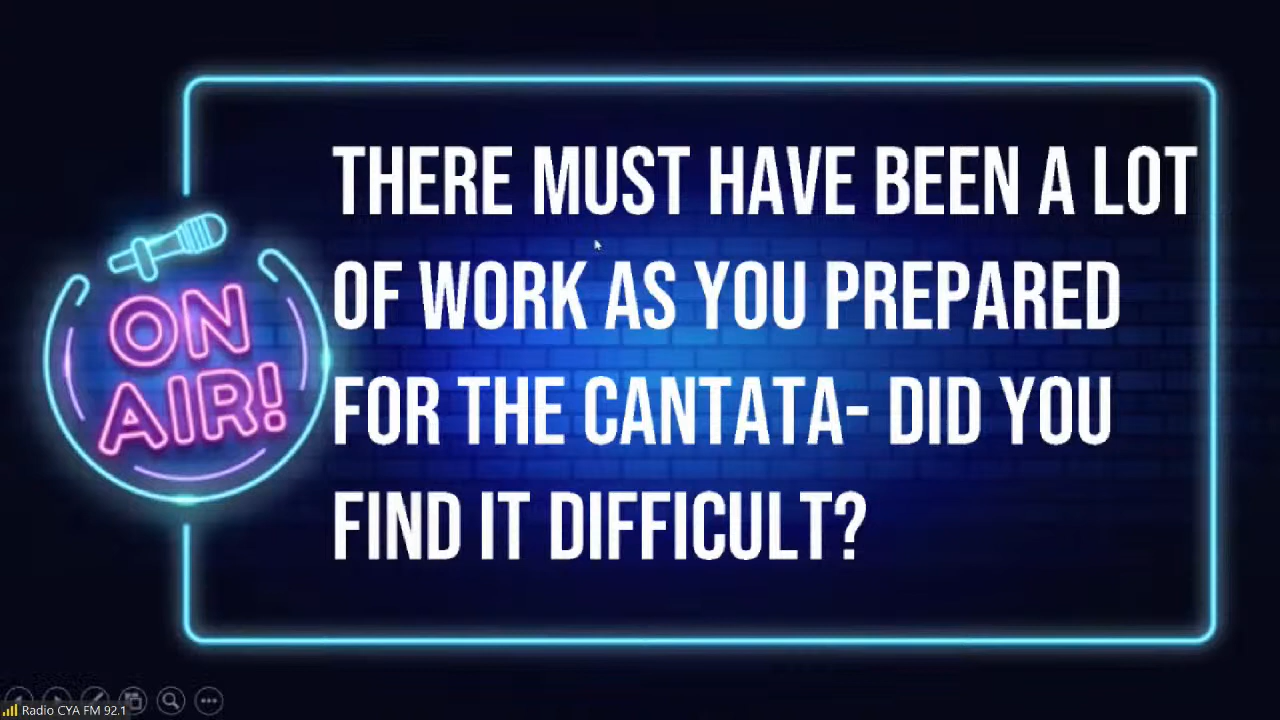 THERE MUST HAVE BEEN A LOT
OF WORK AS YOU PREPARED
FOR THE CANTATA- DID YOU
FIND IT DIFFICULT?
ON
AIR!
Radio CYA FM 92.1